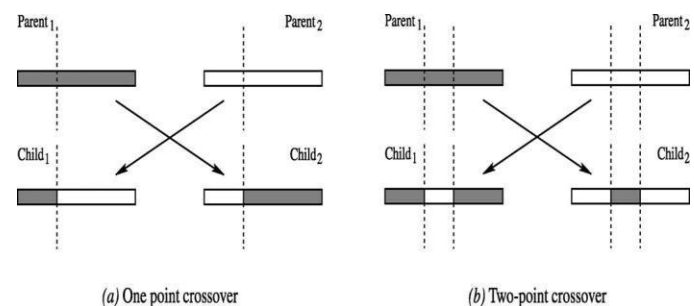 Parent1 Parent2 Parent1 Parent2
Child1 Child2 Child1 Child2
(a) One point crossover (b) Two-point crossover